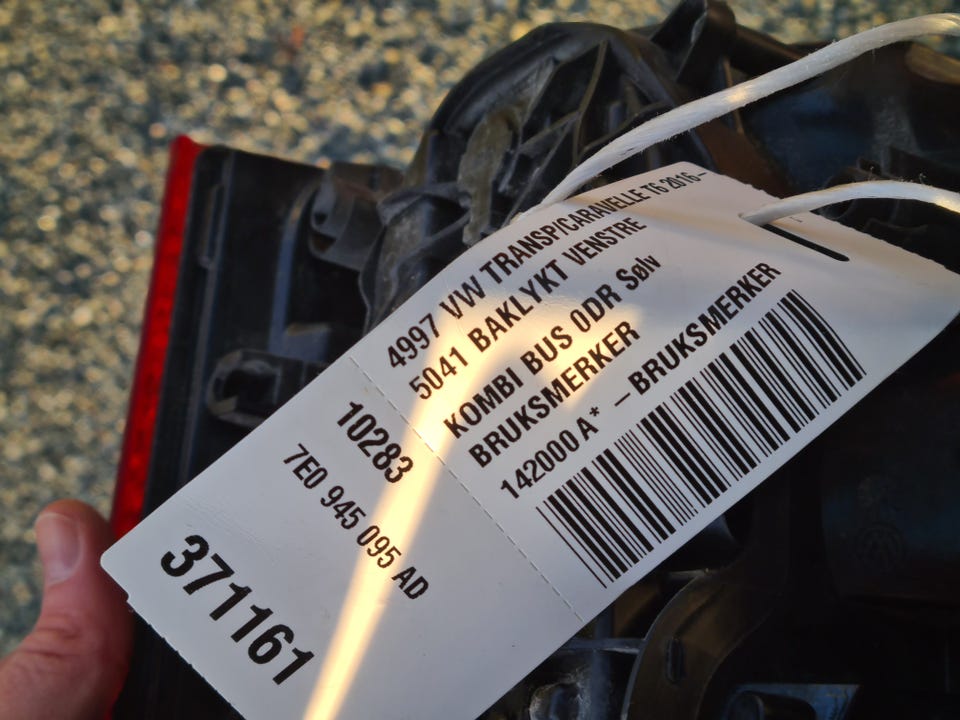 4997 VW TRANSP/CARAVELLE T6 2016–
5041 BAKLYKT VENSTRE
KOMBI BUS 0DR Sølv
BRUKSMERKER
142000 A* –BRUKSMERKER
10283
7E0 945 095 AD
371161